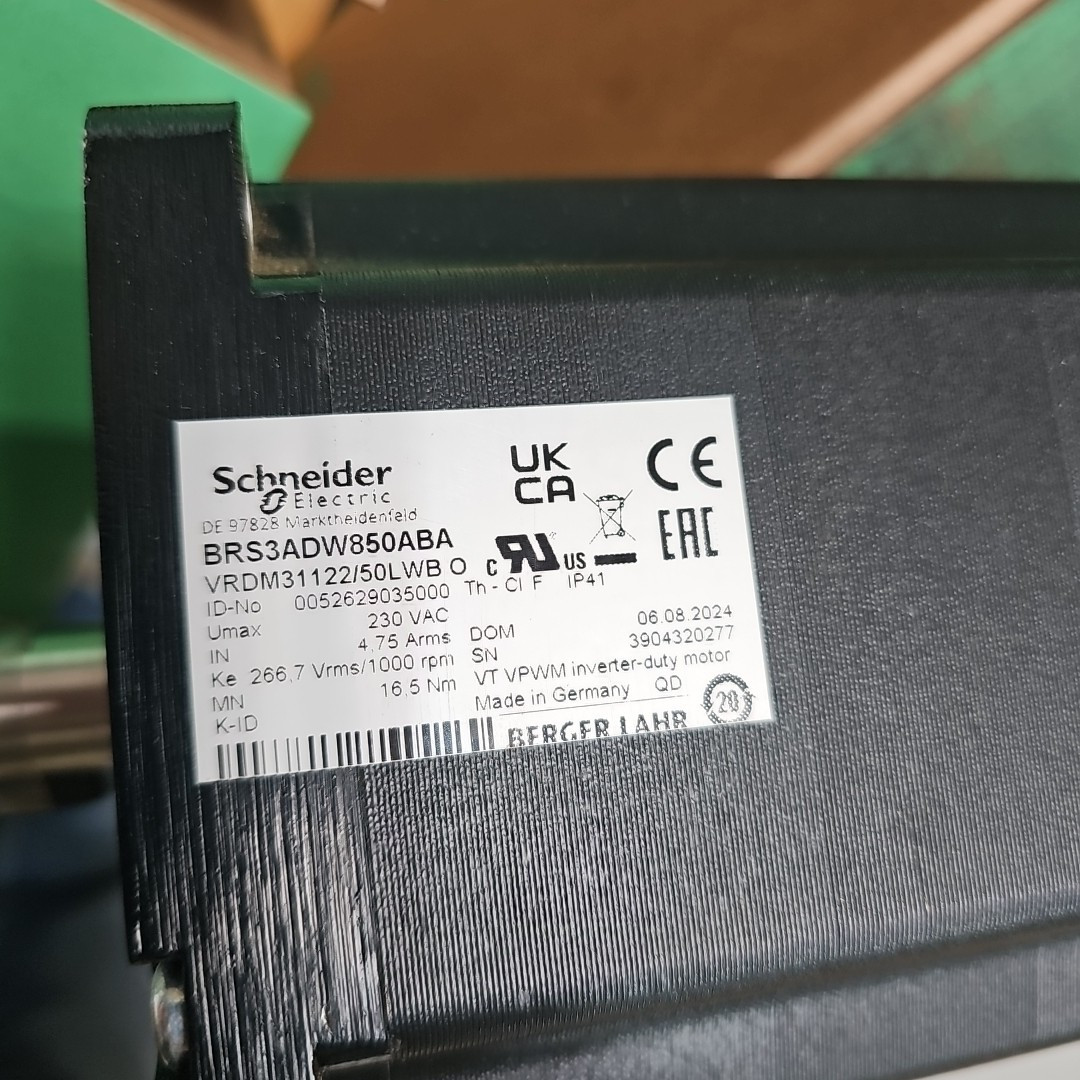 Schneider
Electric
UK
CA
CE
DE 97828 Marktheidenfeld
EAC
BRS3ADW850ABA
c RU US
VRDM31122/50LWB O
Th - Cl F IP41
ID-No 0052629035000
Umax 230 VAC
IN 4,75 Arms
Ke 266,7 Vrms/1000 rpm
MN 16,5 Nm
K-ID
DOM 06.08.2024
SN 3904320277
VT VPWM inverter-duty motor
Made in Germany QD
BERGER LAHR
20